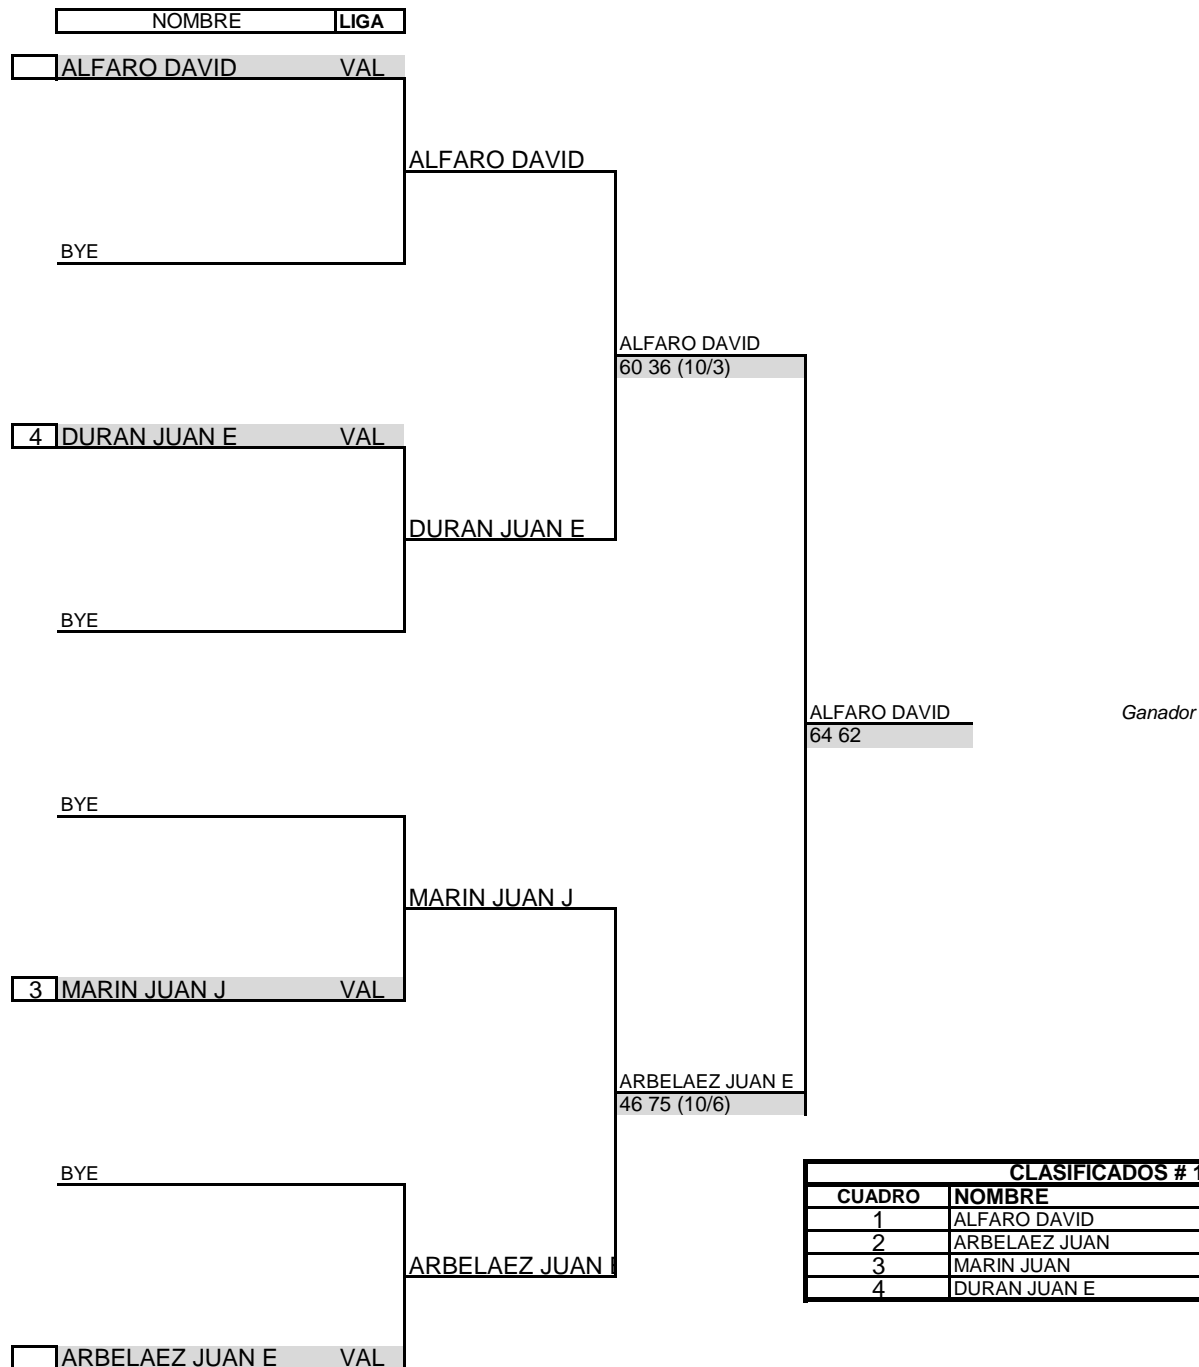 NOMBRE LIGA
ALFARO DAVID VAL
ALFARO DAVID
BYE
ALFARO DAVID
60 36 (10/3)
4 DURAN JUAN E VAL
DURAN JUAN E
BYE
ALFARO DAVID Ganador
64 62
BYE
MARIN JUAN J
3 MARIN JUAN J VAL
ARBELAEZ JUAN E
46 75 (10/6)
BYE
CLASIFICADOS # 1
CUADRO NOMBRE
1 ALFARO DAVID
2 ARBELAEZ JUAN
3 MARIN JUAN
4 DURAN JUAN E
ARBELAEZ JUAN E
ARBELAEZ JUAN E VAL